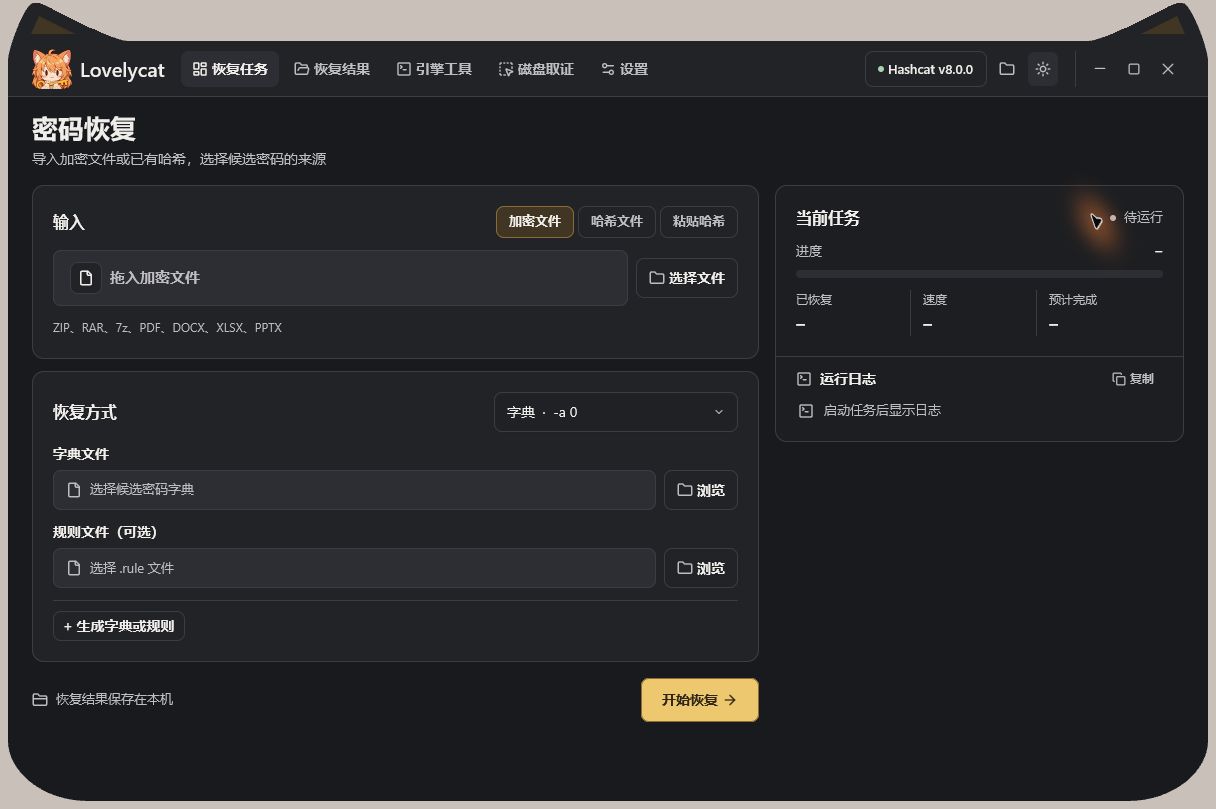 Lovelycat 恢复任务 恢复结果 引擎工具 磁盘取证 设置 Hashcat v8.0.0
密码恢复
导入加密文件或已有哈希，选择候选密码的来源
输入 加密文件 哈希文件 粘贴哈希
拖入加密文件 选择文件
ZIP、RAR、7z、PDF、DOCX、XLSX、PPTX
恢复方式 字典 · -a 0
字典文件
选择候选密码字典 浏览
规则文件（可选）
选择 .rule 文件 浏览
+ 生成字典或规则
恢复结果保存在本机 开始恢复 →
当前任务 待运行
进度 –
已恢复 速度 预计完成
– – –
运行日志 复制
启动任务后显示日志